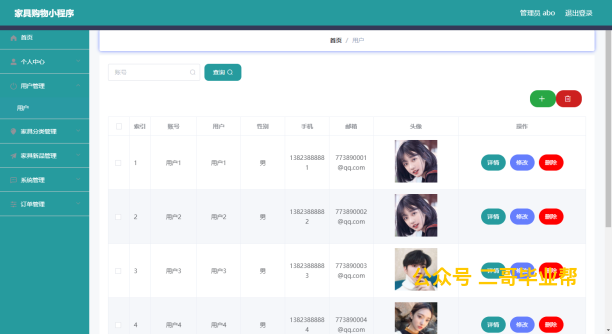 家具购物小程序
管理员 abo 退出登录
首页
个人中心
用户管理
用户
家具分类管理
家具新品管理
系统管理
订单管理
首页 / 用户
账号 查询
索引 账号 用户 性别 手机 邮箱 头像 操作
1 用户1 用户1 男 13823888881 773890001@qq.com 详情 修改 删除
2 用户2 用户2 男 13823888882 773890002@qq.com 详情 修改 删除
3 用户3 用户3 男 13823888883 773890003@qq.com 详情 修改 删除
4 用户4 用户4 男 13823888884 773890004@qq.com 详情 修改 删除
公众号 二哥毕业帮